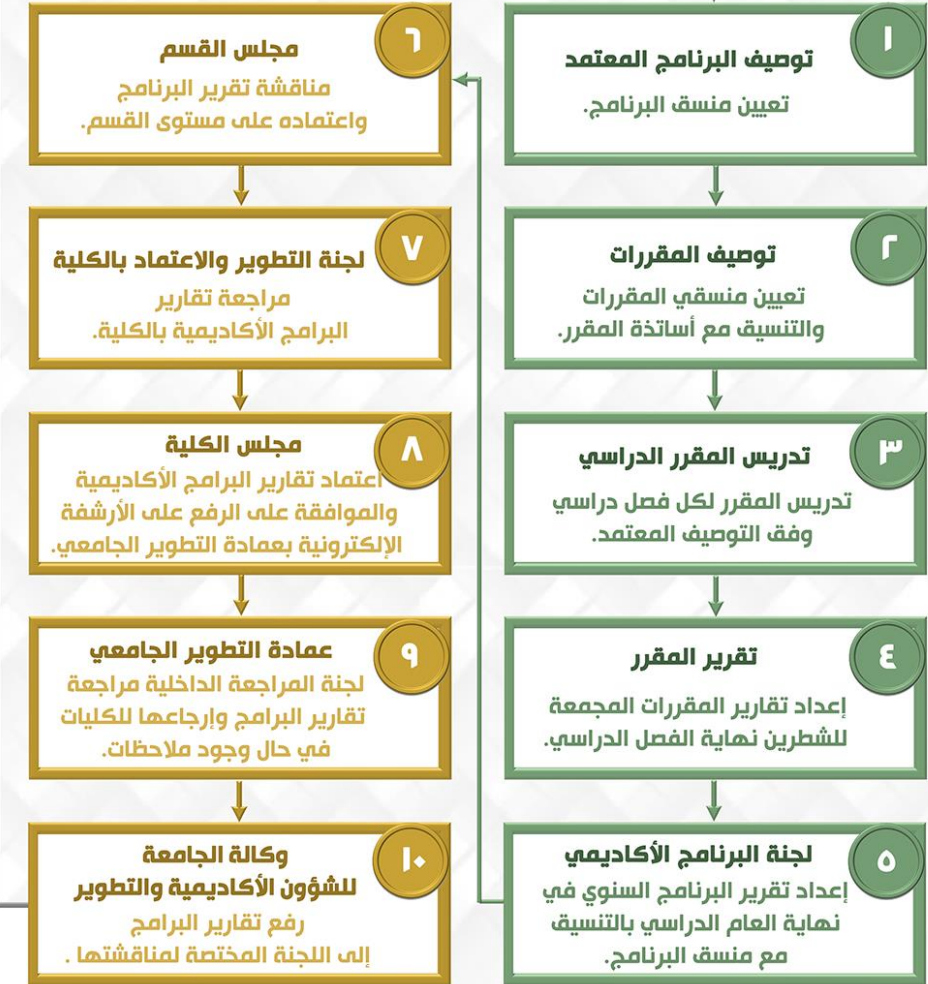 ١
توصيف البرنامج المعتمد
تعيين منسق البرنامج.
٢
توصيف المقررات
تعيين منسقي المقررات
والتنسيق مع أساتذة المقرر.
٣
تدريس المقرر الدراسي
تدريس المقرر لكل فصل دراسي
وفق التوصيف المعتمد.
٤
تقرير المقرر
إعداد تقارير المقررات المجمعة
للشطرين نهاية الفصل الدراسي.
٥
لجنة البرنامج الأكاديمي
إعداد تقرير البرنامج السنوي في
نهاية العام الدراسي بالتنسيق
مع منسق البرنامج.
٦
مجلس القسم
مناقشة تقرير البرنامج
واعتماده على مستوى القسم.
٧
لجنة التطوير والاعتماد بالكلية
مراجعة تقارير
البرامج الأكاديمية بالكلية.
٨
مجلس الكلية
اعتماد تقارير البرامج الأكاديمية
والموافقة على الرفع على الأرشفة
الإلكترونية بعمادة التطوير الجامعي.
٩
عمادة التطوير الجامعي
لجنة المراجعة الداخلية مراجعة
تقارير البرامج وإرجاعها للكليات
في حال وجود ملاحظات.
١٠
وكالة الجامعة
للشؤون الأكاديمية والتطوير
رفع تقارير البرامج
إلى اللجنة المختصة لمناقشتها .